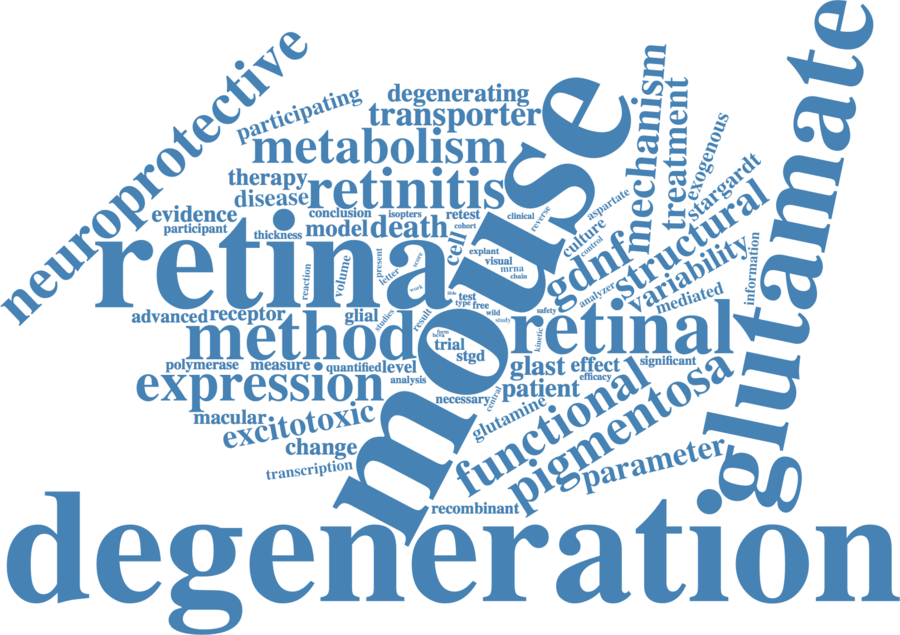 neuroprotective
participating
degenerating
transporter
metabolism
therapy
retinitis
disease
evidence
participant
conclusion
isopters
retest
cohort
clinical
reverse
thickness
model
death
retina
mouse
cell
explant
visual
mrna
chain
present
letter
volume
reaction
work
mechanism
treatment
exogenous
stargardt
aspartate
culture
control
gdnf
structural
variability
analyzer
mediated
information
glutamate
advanced
receptor
glial
studies
result
test
type
free
wild
study
safety
kinetic
method
form
bcva
trial
stgd
retinal
polymerase
measure
quantified
level
analysis
glast
effect
significant
efficacy
expression
necessary
central
patient
macular
excitotoxic
glutamine
functional
pigmentosa
change
transcription
parameter
recombinant
degeneration